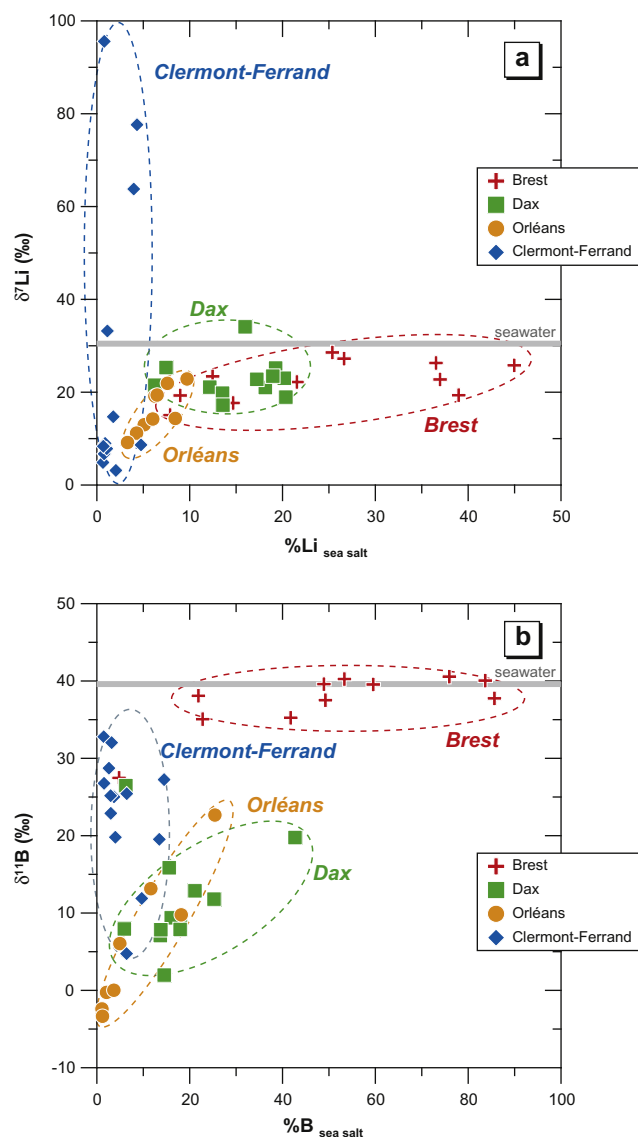 100
80
60
40
20
0
δ⁷Li (‰)
a
Clermont-Ferrand
Dax
Orléans
Brest
seawater
Brest
Dax
Orléans
Clermont-Ferrand
0 10 20 30 40 50
%Li sea salt
50
40
30
20
10
0
-10
δ¹¹B (‰)
b
seawater
Brest
Clermont-Ferrand
Orléans
Dax
Brest
Dax
Orléans
Clermont-Ferrand
0 20 40 60 80 100
%B sea salt